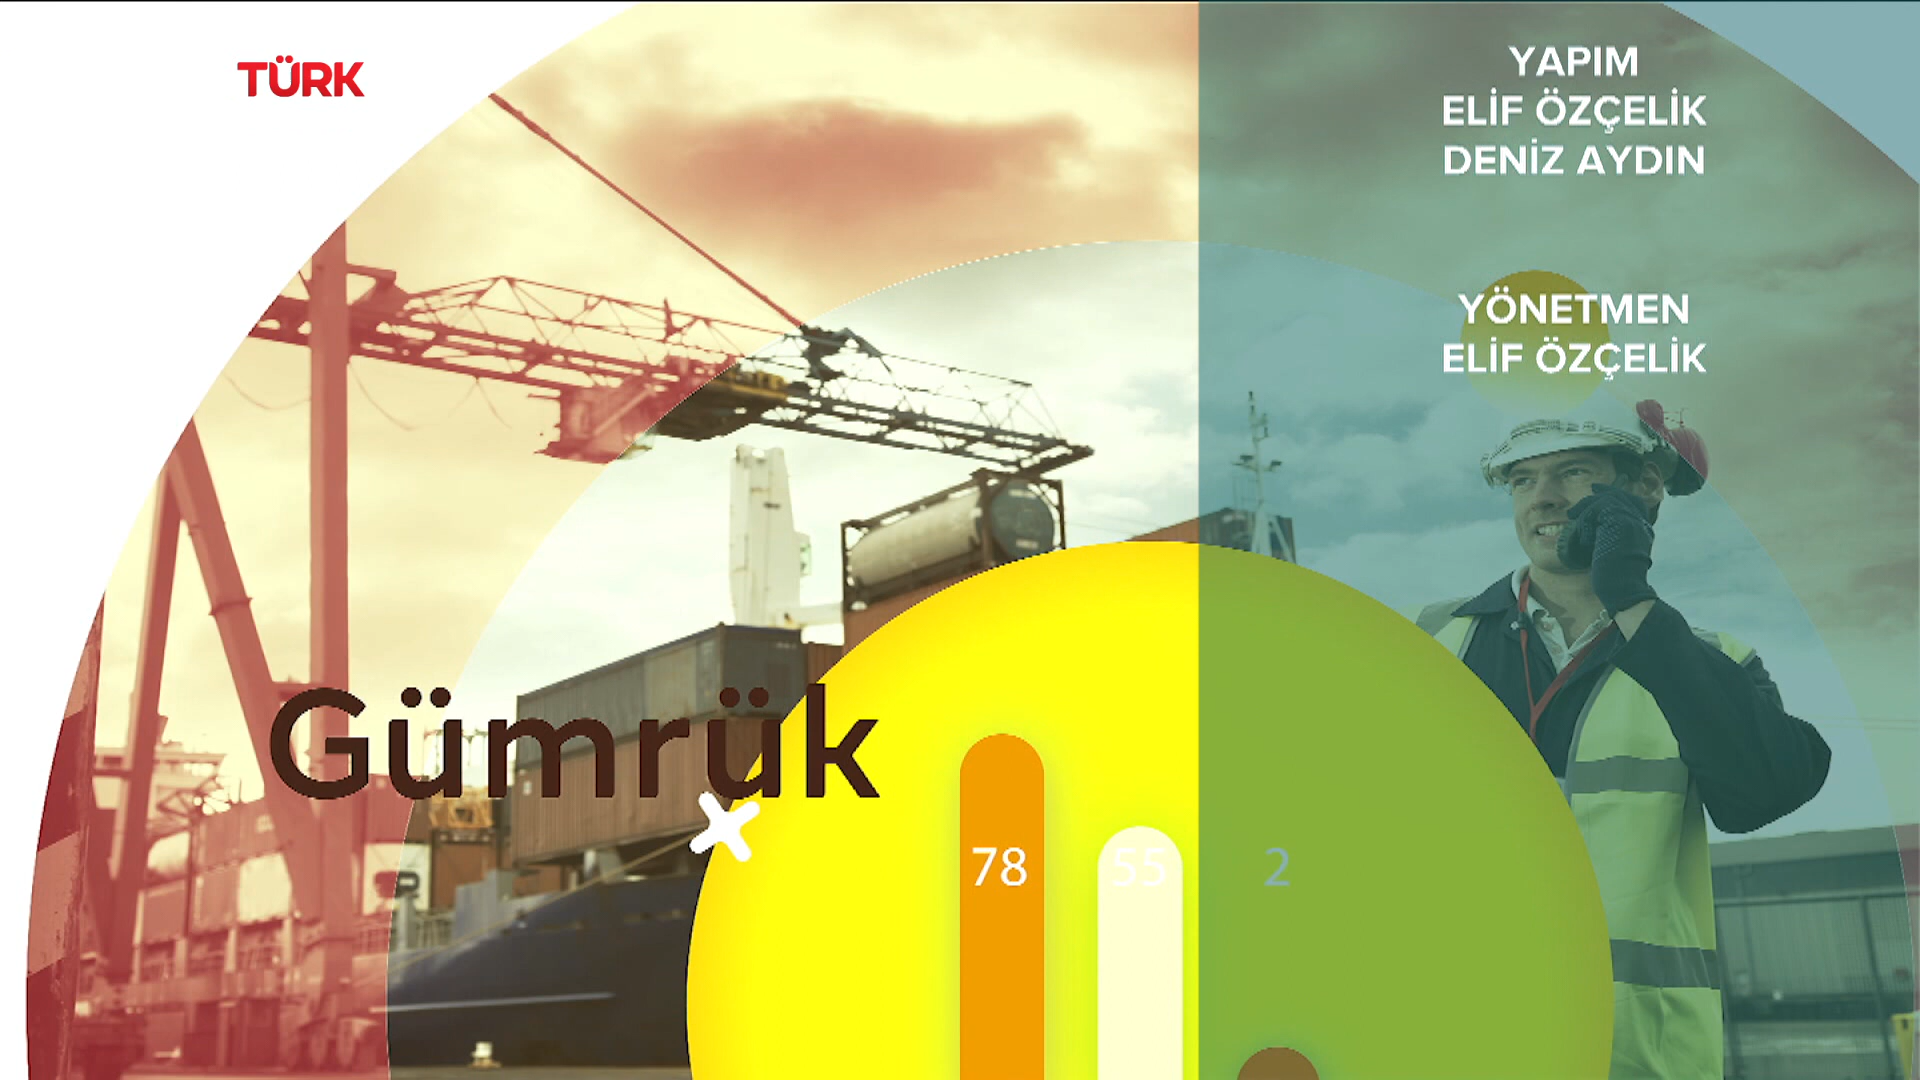 TÜRK
YAPIM
ELİF ÖZÇELİK
DENİZ AYDIN
YÖNETMEN
ELİF ÖZÇELİK
Gümrük
78 55 2